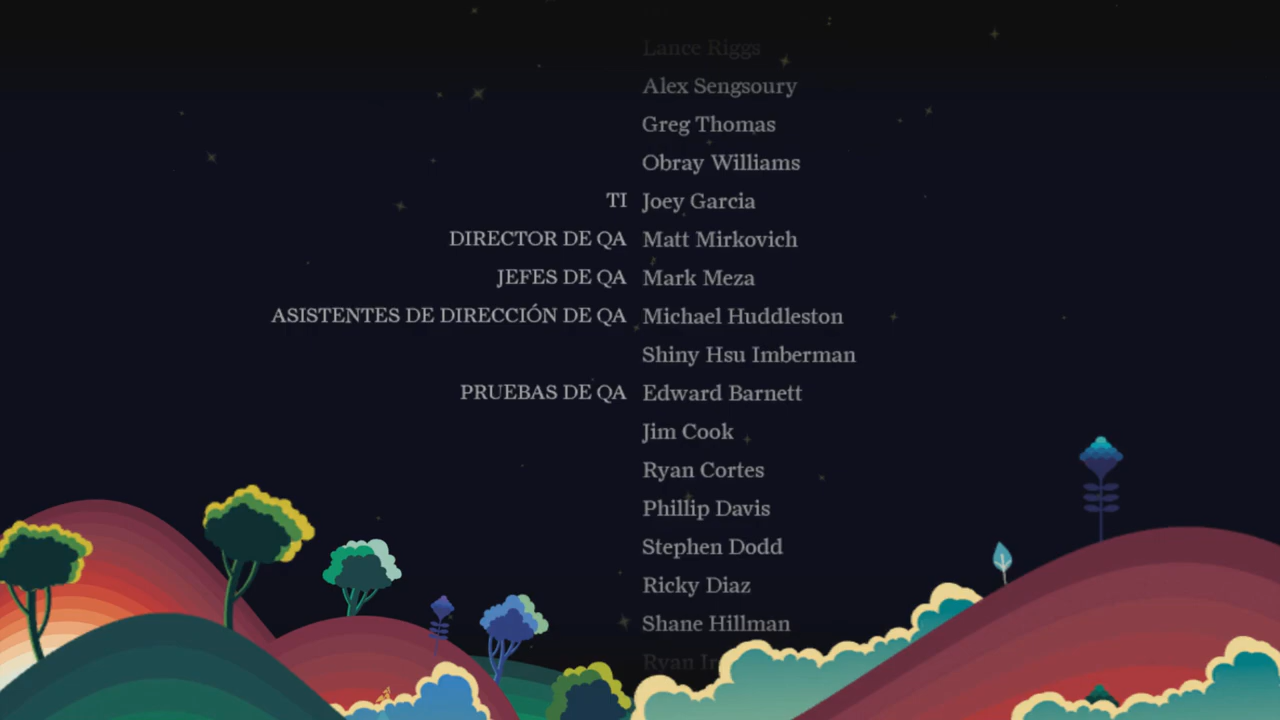 Lance Riggs
Alex Sengsoury
Greg Thomas
Obray Williams
TI Joey Garcia
DIRECTOR DE QA Matt Mirkovich
JEFES DE QA Mark Meza
ASISTENTES DE DIRECCIÓN DE QA Michael Huddleston
Shiny Hsu Imberman
PRUEBAS DE QA Edward Barnett
Jim Cook
Ryan Cortes
Phillip Davis
Stephen Dodd
Ricky Diaz
Shane Hillman
Ryan